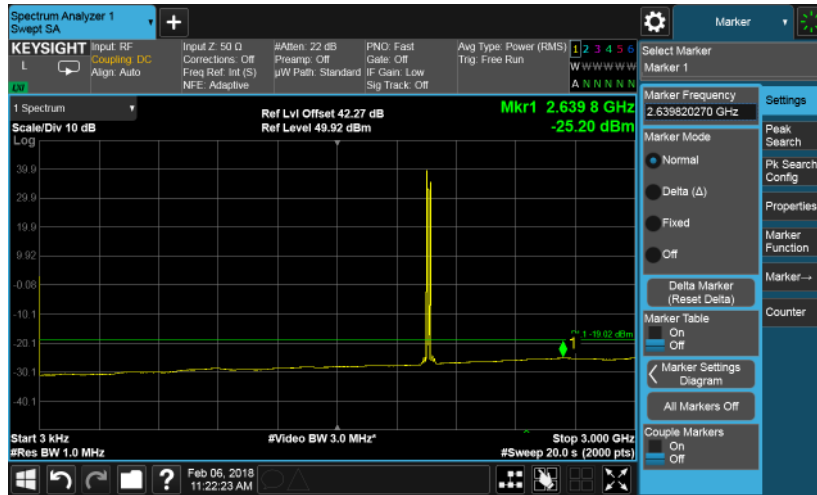 Spectrum Analyzer 1
Swept SA
+
Marker
KEYSIGHT
L
LXI
Input: RF
Coupling: DC
Align: Auto
Input Z: 50 Ω
Corrections: Off
Freq Ref: Int (S)
NFE: Adaptive
#Atten: 22 dB
Preamp: Off
µW Path: Standard
PNO: Fast
Gate: Off
IF Gain: Low
Sig Track: Off
Avg Type: Power (RMS)
Trig: Free Run
1 2 3 4 5 6
W W W W W W
A N N N N N
Select Marker
Marker 1
1 Spectrum
Scale/Div 10 dB
Log
Ref Lvl Offset 42.27 dB
Ref Level 49.92 dBm
Mkr1 2.639 8 GHz
-25.20 dBm
39.9
29.9
19.9
9.92
-0.08
-10.1
-20.1
-30.1
-40.1
1 -19.02 dBm
1
Start 3 kHz
#Res BW 1.0 MHz
#Video BW 3.0 MHz*
Stop 3.000 GHz
#Sweep 20.0 s (2000 pts)
Marker Frequency
2.639820270 GHz
Marker Mode
Normal
Delta (Δ)
Fixed
Off
Delta Marker
(Reset Delta)
Marker Table
On
Off
Marker Settings
Diagram
All Markers Off
Couple Markers
On
Off
Settings
Peak
Search
Pk Search
Config
Properties
Marker
Function
Marker→
Counter
?
Feb 06, 2018
11:22:23 AM